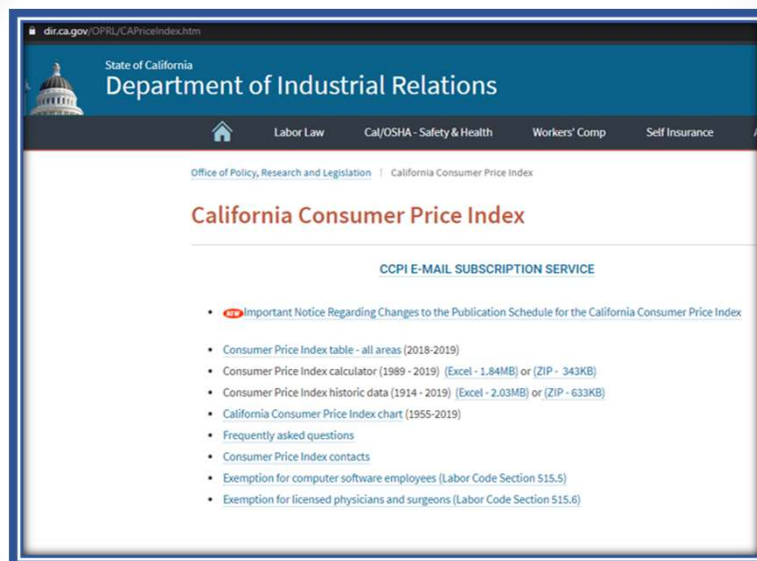 dir.ca.gov/OPRL/CAPriceIndex.htm
State of California
Department of Industrial Relations
Labor Law Cal/OSHA - Safety & Health Workers' Comp Self Insurance
Office of Policy, Research and Legislation | California Consumer Price Index
California Consumer Price Index
CCPI E-MAIL SUBSCRIPTION SERVICE
• NEW Important Notice Regarding Changes to the Publication Schedule for the California Consumer Price Index
• Consumer Price Index table - all areas (2018-2019)
• Consumer Price Index calculator (1989 - 2019) (Excel - 1.84MB) or (ZIP - 343KB)
• Consumer Price Index historic data (1914 - 2019) (Excel - 2.03MB) or (ZIP - 633KB)
• California Consumer Price Index chart (1955-2019)
• Frequently asked questions
• Consumer Price Index contacts
• Exemption for computer software employees (Labor Code Section 515.5)
• Exemption for licensed physicians and surgeons (Labor Code Section 515.6)